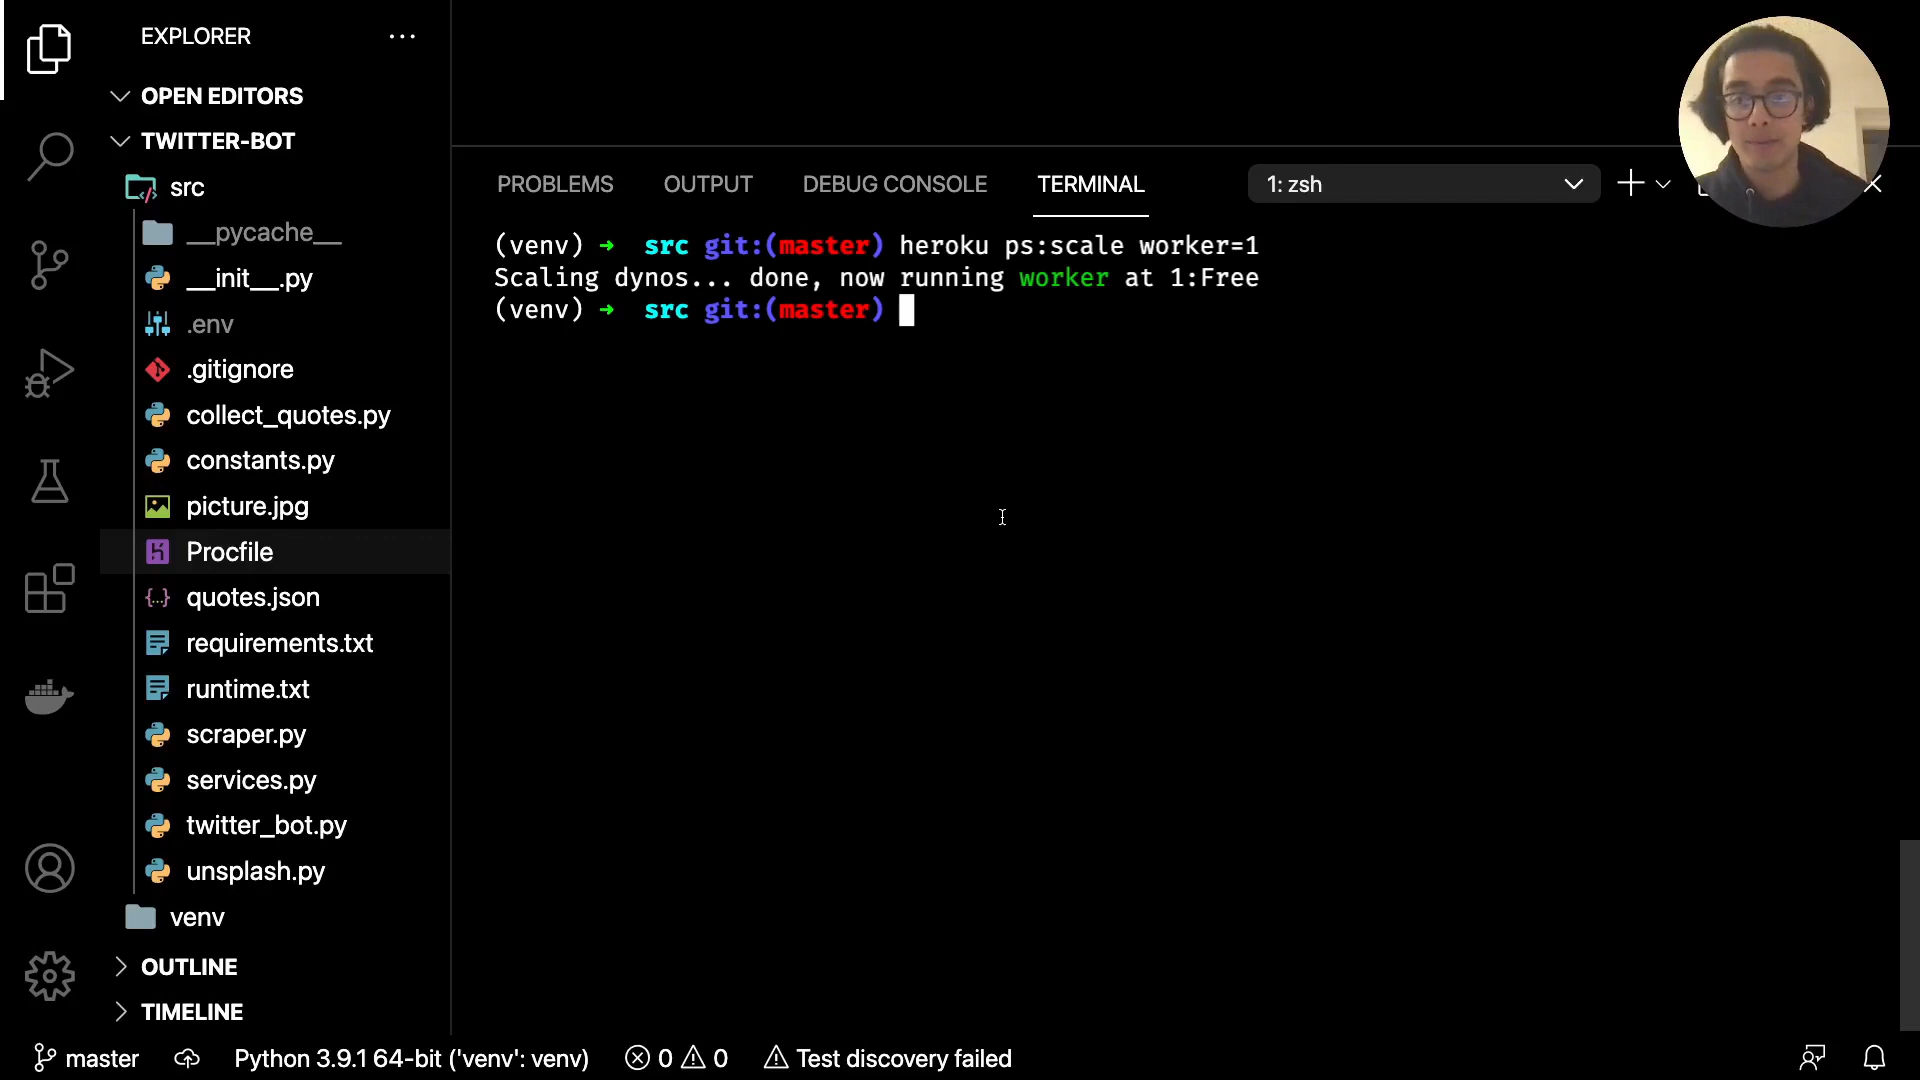 EXPLORER
OPEN EDITORS
TWITTER-BOT
src
__pycache__
__init__.py
.env
.gitignore
collect_quotes.py
constants.py
picture.jpg
Procfile
quotes.json
requirements.txt
runtime.txt
scraper.py
services.py
twitter_bot.py
unsplash.py
venv
OUTLINE
TIMELINE
PROBLEMS OUTPUT DEBUG CONSOLE TERMINAL 1: zsh
(venv) ➜ src git:(master) heroku ps:scale worker=1
Scaling dynos... done, now running worker at 1:Free
(venv) ➜ src git:(master)
master Python 3.9.1 64-bit ('venv': venv) 0 0 Test discovery failed